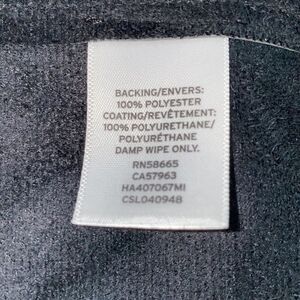 BACKING/ENVERS:
100% POLYESTER
COATING/REVÊTEMENT:
100% POLYURETHANE/
POLYURÉTHANE
DAMP WIPE ONLY.
RN58665
CA57963
HA407067MI
CSL040948